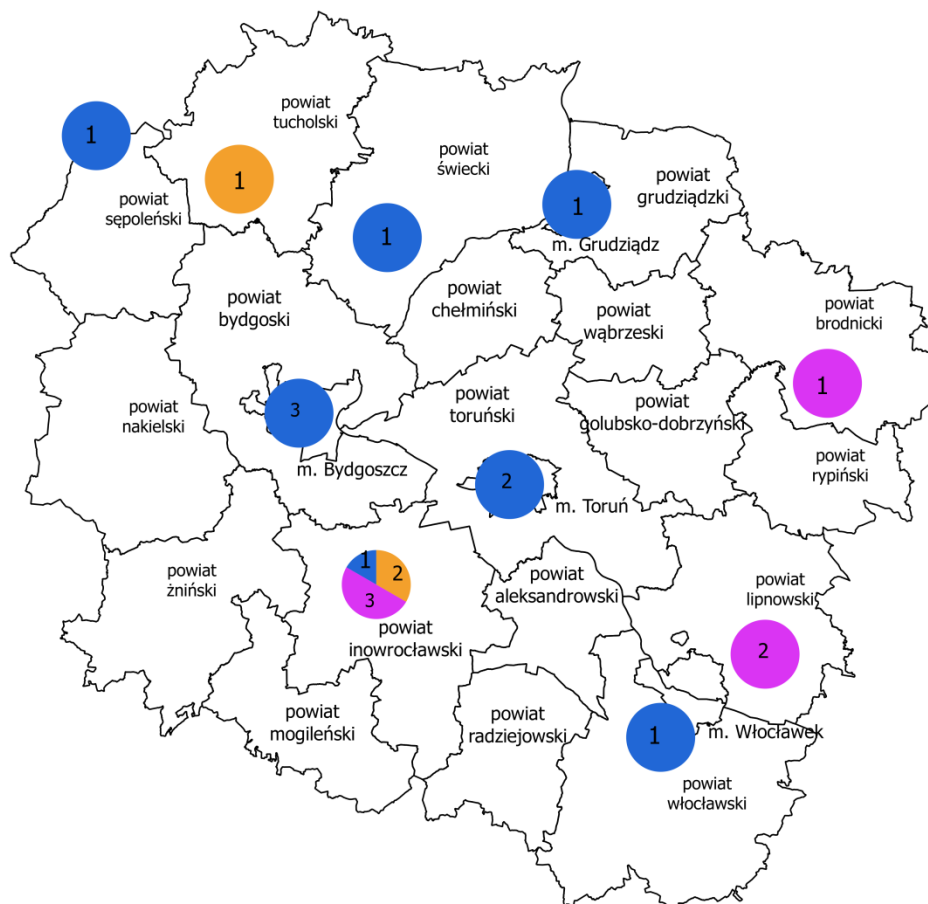 powiat
tucholski
1
1
powiat
sępoleński
powiat
świecki
1
powiat
grudziądzki
1
m. Grudziądz
powiat
bydgoski
powiat
chełmiński
powiat
wąbrzeski
powiat
brodnicki
1
powiat
nakielski
3
m. Bydgoszcz
powiat
toruński
powiat
golubsko-dobrzyński
powiat
rypiński
2
m. Toruń
powiat
żniński
1
2
3
powiat
inowrocławski
powiat
aleksandrowski
powiat
lipnowski
2
powiat
mogileński
powiat
radziejowski
1
m. Włocławek
powiat
włocławski